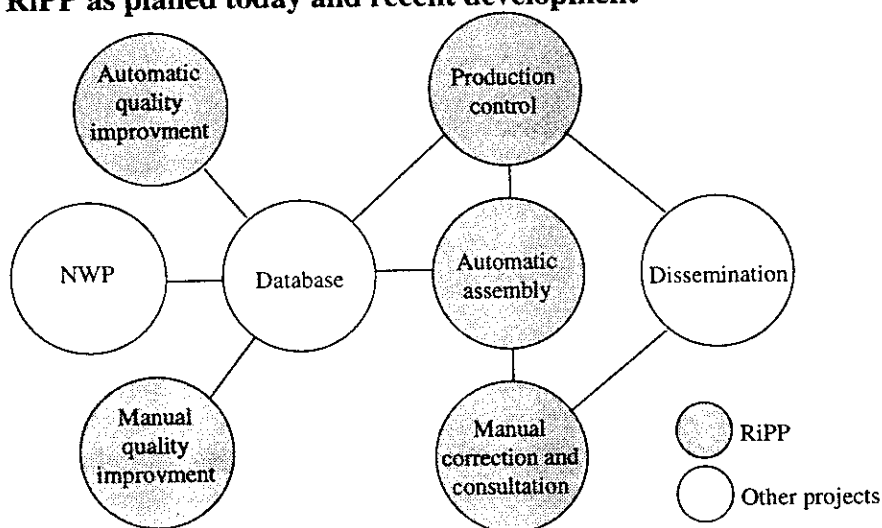 RiPP as planed today and recent development
Automatic
quality
improvment
Production
control
NWP
Database
Automatic
assembly
Dissemination
Manual
quality
improvment
Manual
correction and
consultation
RiPP
Other projects